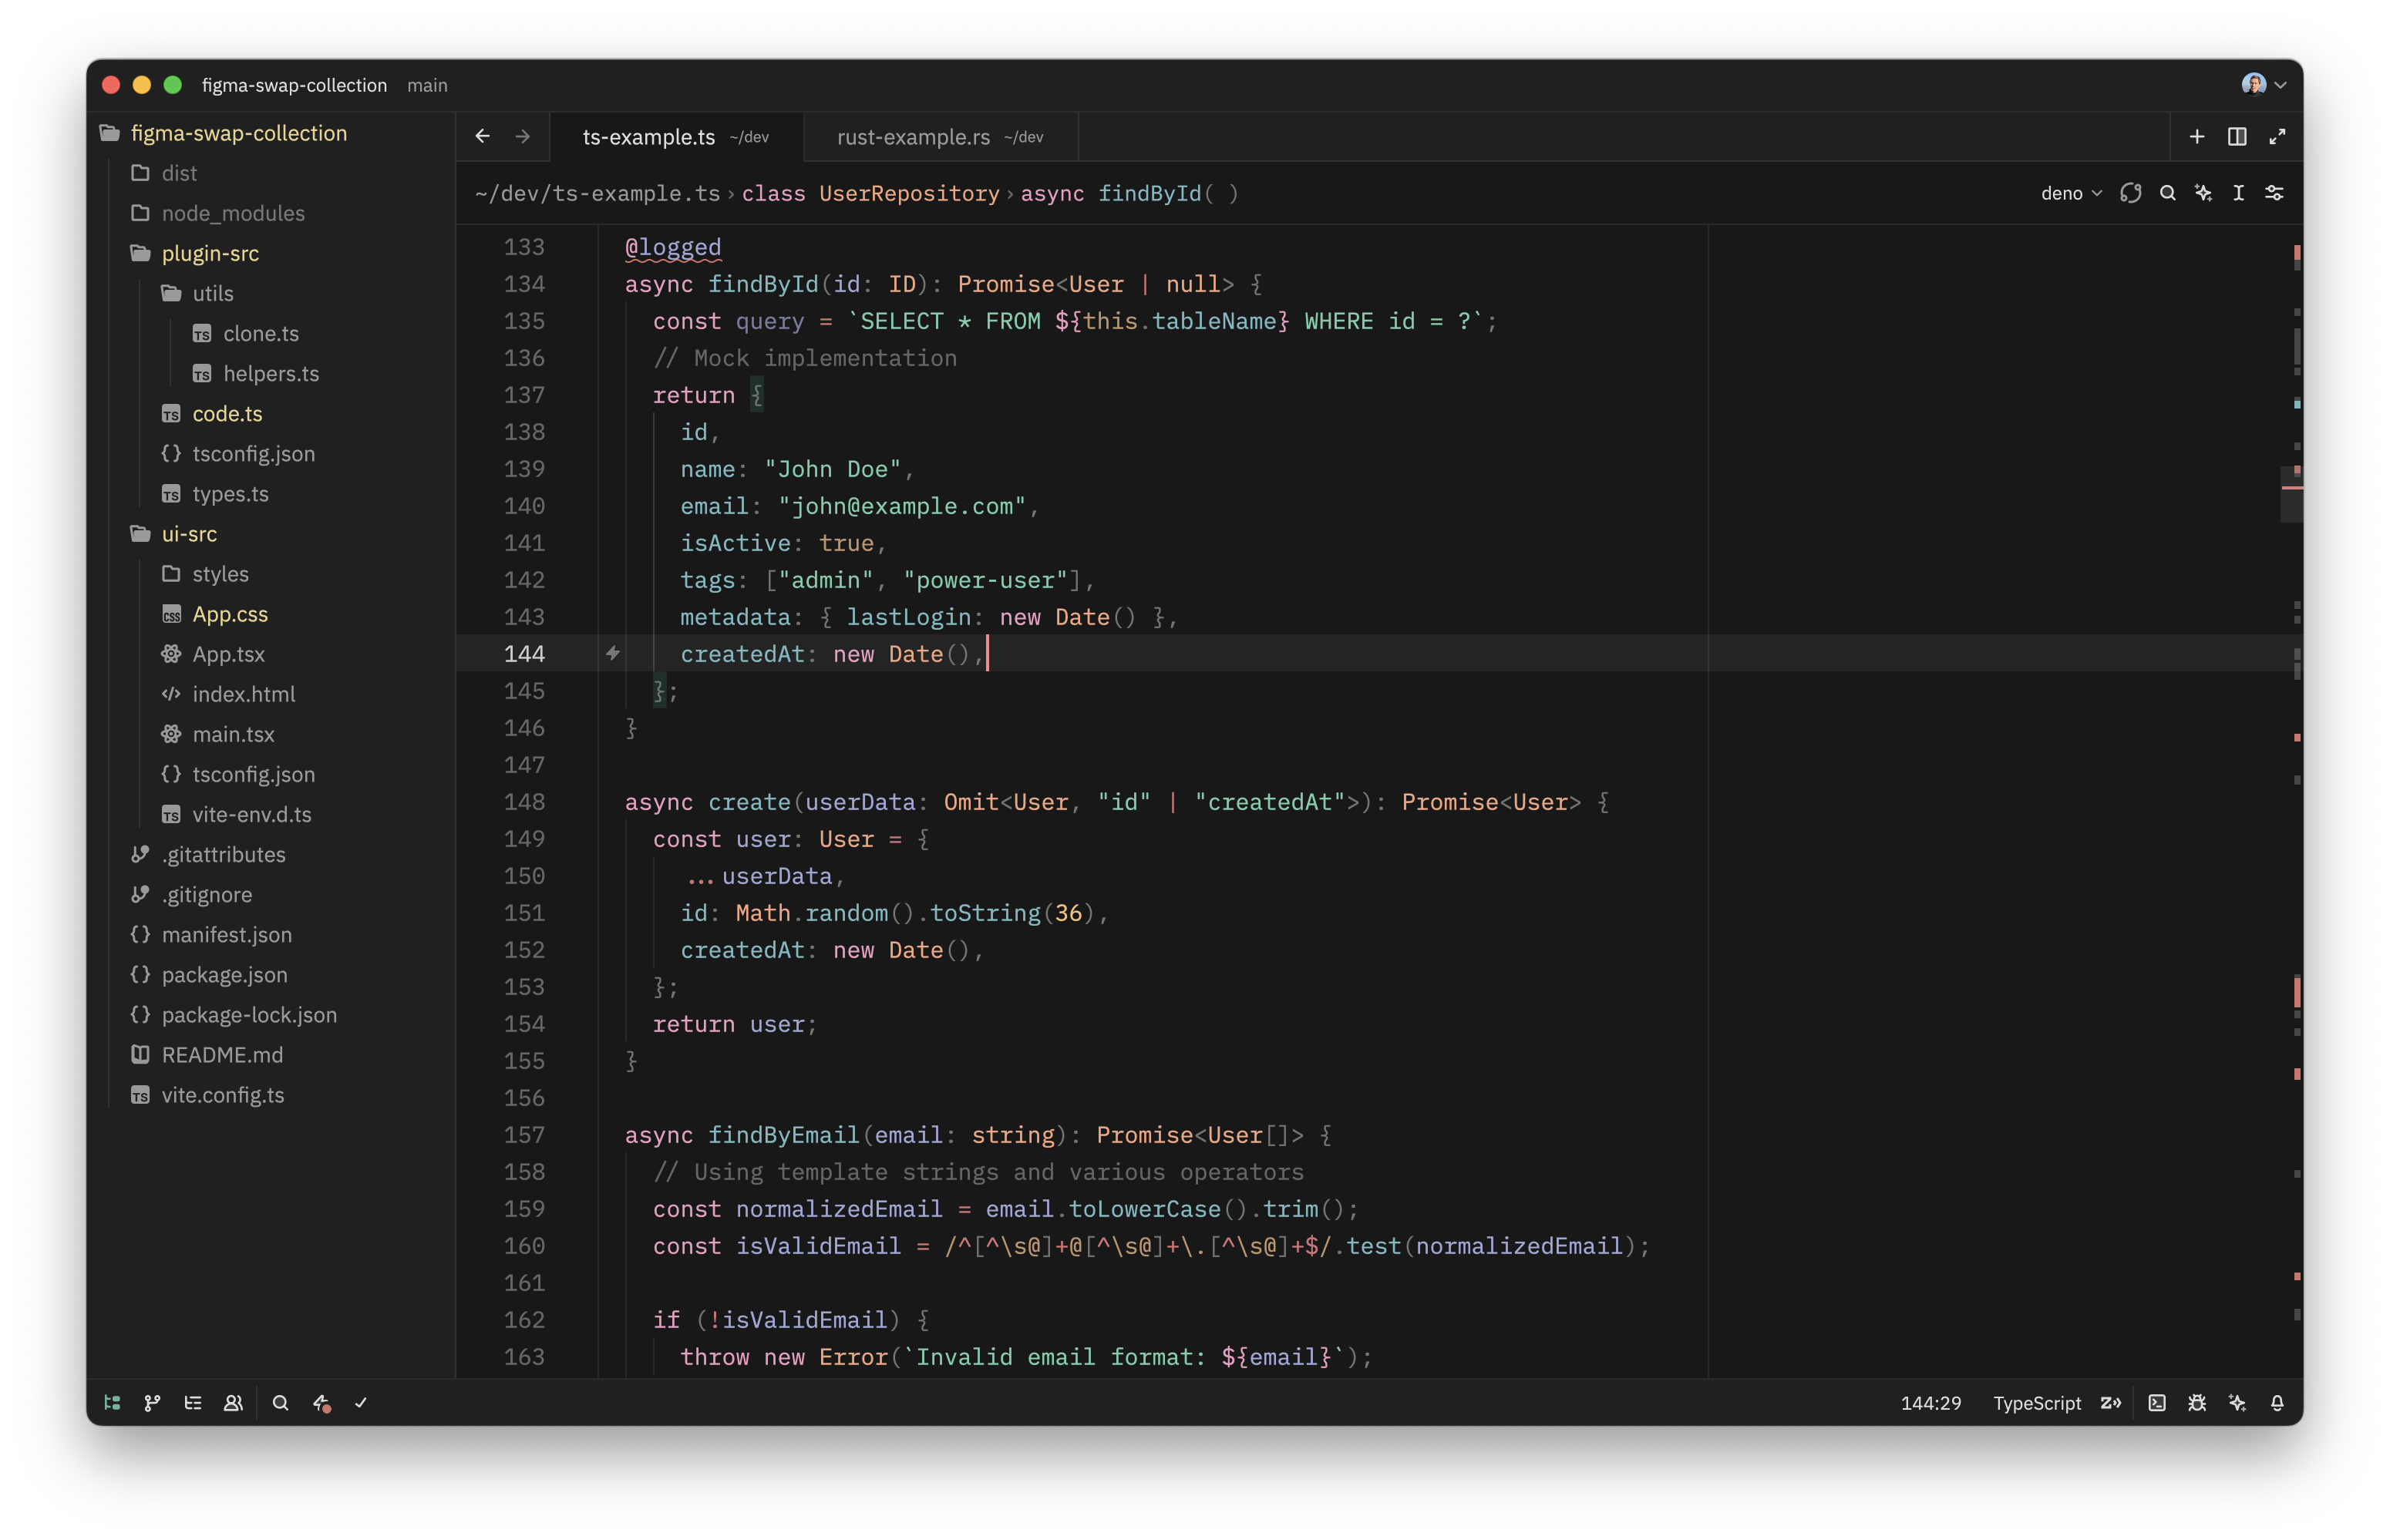 figma-swap-collection main
figma-swap-collection
dist
node_modules
plugin-src
utils
TS clone.ts
TS helpers.ts
TS code.ts
{} tsconfig.json
TS types.ts
ui-src
styles
CSS App.css
App.tsx
</> index.html
main.tsx
{} tsconfig.json
TS vite-env.d.ts
.gitattributes
.gitignore
{} manifest.json
{} package.json
{} package-lock.json
README.md
TS vite.config.ts
ts-example.ts ~/dev
rust-example.rs ~/dev
~/dev/ts-example.ts › class UserRepository › async findById( )
deno
133 @logged
134 async findById(id: ID): Promise<User | null> {
135 const query = `SELECT * FROM ${this.tableName} WHERE id = ?`;
136 // Mock implementation
137 return {
138 id,
139 name: "John Doe",
140 email: "john@example.com",
141 isActive: true,
142 tags: ["admin", "power-user"],
143 metadata: { lastLogin: new Date() },
144 createdAt: new Date(),
145 };
146 }
147
148 async create(userData: Omit<User, "id" | "createdAt">): Promise<User> {
149 const user: User = {
150 ...userData,
151 id: Math.random().toString(36),
152 createdAt: new Date(),
153 };
154 return user;
155 }
156
157 async findByEmail(email: string): Promise<User[]> {
158 // Using template strings and various operators
159 const normalizedEmail = email.toLowerCase().trim();
160 const isValidEmail = /^[^\s@]+@[^\s@]+\.[^\s@]+$/.test(normalizedEmail);
161
162 if (!isValidEmail) {
163 throw new Error(`Invalid email format: ${email}`);
144:29 TypeScript